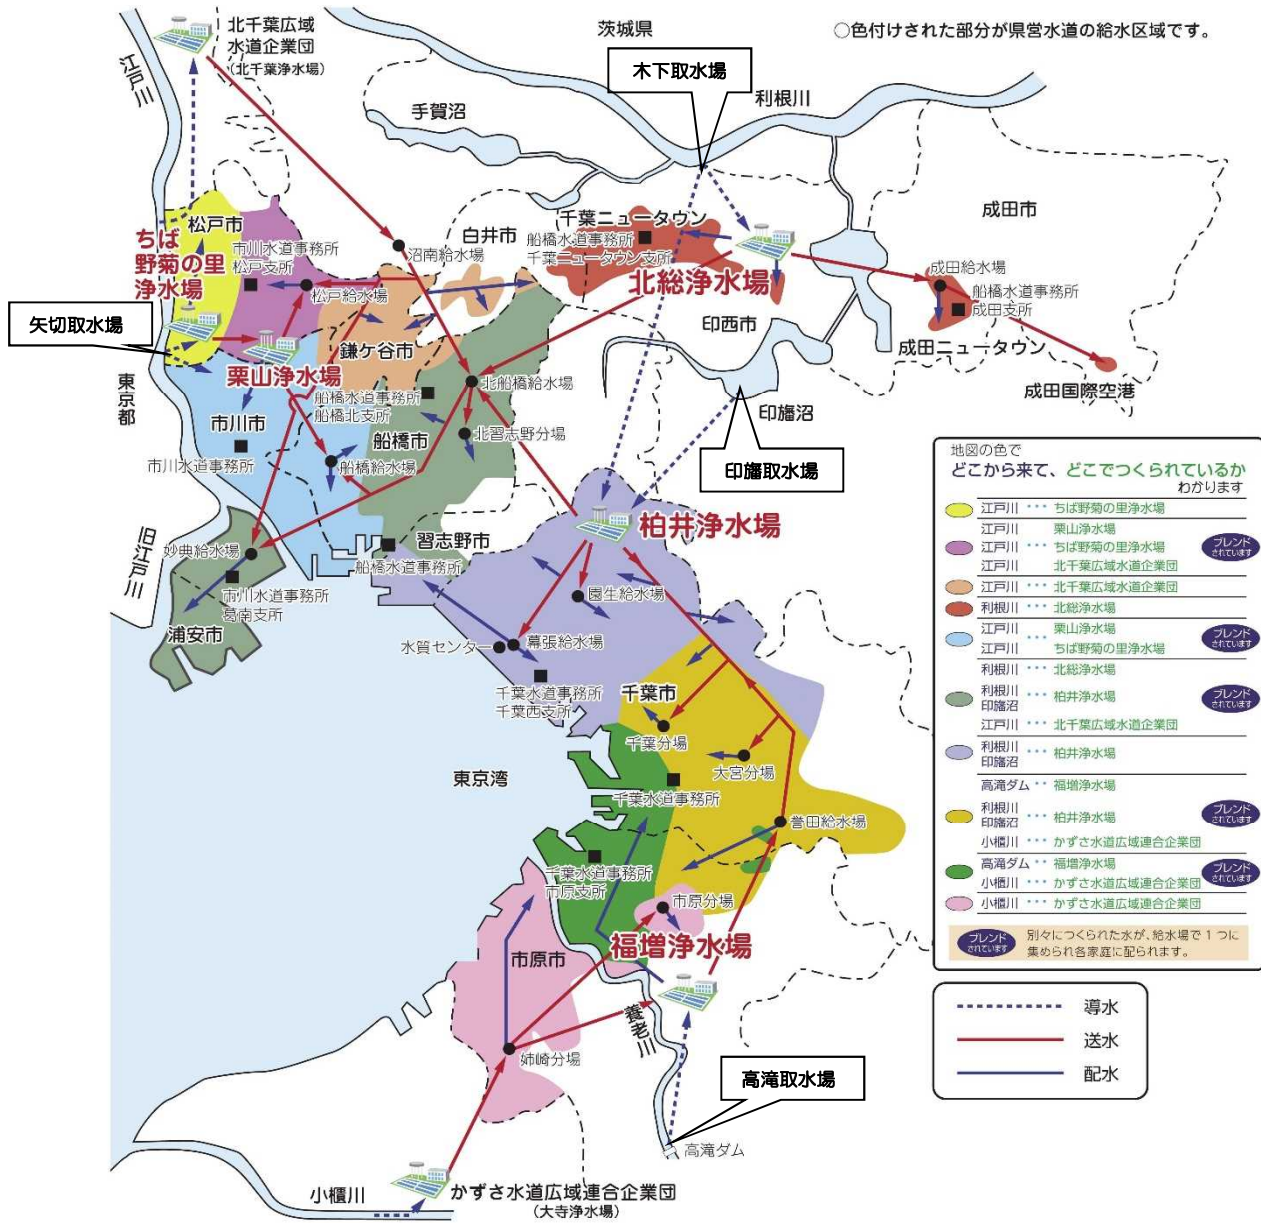 北千葉広域
水道企業団
(北千葉浄水場)
茨城県
○色付けされた部分が県営水道の給水区域です。
江戸川
木下取水場
手賀沼
利根川
松戸市
ちば
野菊の里
浄水場
市川水道事務所
松戸支所
白井市
沼南給水場
千葉ニュータウン
船橋水道事務所
千葉ニュータウン支所
北総浄水場
成田市
成田給水場
船橋水道事務所
成田支所
松戸給水場
矢切取水場
鎌ケ谷市
印西市
成田ニュータウン
成田国際空港
栗山浄水場
東京都
船橋水道事務所
船橋北支所
北船橋給水場
印旛沼
市川市
市川水道事務所
船橋市
北習志野分場
船橋給水場
印旛取水場
柏井浄水場
旧江戸川
妙典給水場
習志野市
船橋水道事務所
市川水道事務所
葛南支所
浦安市
園生給水場
水質センター
幕張給水場
千葉水道事務所
千葉西支所
千葉市
千葉分場
大宮分場
東京湾
千葉水道事務所
誉田給水場
千葉水道事務所
市原支所
市原分場
福増浄水場
市原市
養老川
姉崎分場
高滝取水場
高滝ダム
小櫃川
かずさ水道広域連合企業団
(大寺浄水場)
地図の色で
どこから来て、どこでつくられているか
わかります
江戸川 ・・・ ちば野菊の里浄水場
江戸川 栗山浄水場
江戸川 ・・・ ちば野菊の里浄水場 ブレンドされています
江戸川 北千葉広域水道企業団
江戸川 ・・・ 北千葉広域水道企業団
利根川 ・・・ 北総浄水場
江戸川 ・・・ 栗山浄水場 ブレンドされています
江戸川 ・・・ ちば野菊の里浄水場
利根川 ・・・ 北総浄水場
利根川
印旛沼 ・・・ 柏井浄水場 ブレンドされています
江戸川 ・・・ 北千葉広域水道企業団
利根川
印旛沼 ・・・ 柏井浄水場
高滝ダム ・・ 福増浄水場
利根川
印旛沼 ・・・ 柏井浄水場 ブレンドされています
小櫃川 ・・・ かずさ水道広域連合企業団
高滝ダム ・・ 福増浄水場 ブレンドされています
小櫃川 ・・・ かずさ水道広域連合企業団
小櫃川 ・・・ かずさ水道広域連合企業団
ブレンドされています 別々につくられた水が、給水場で1つに
集められ各家庭に配られます。
導水
送水
配水